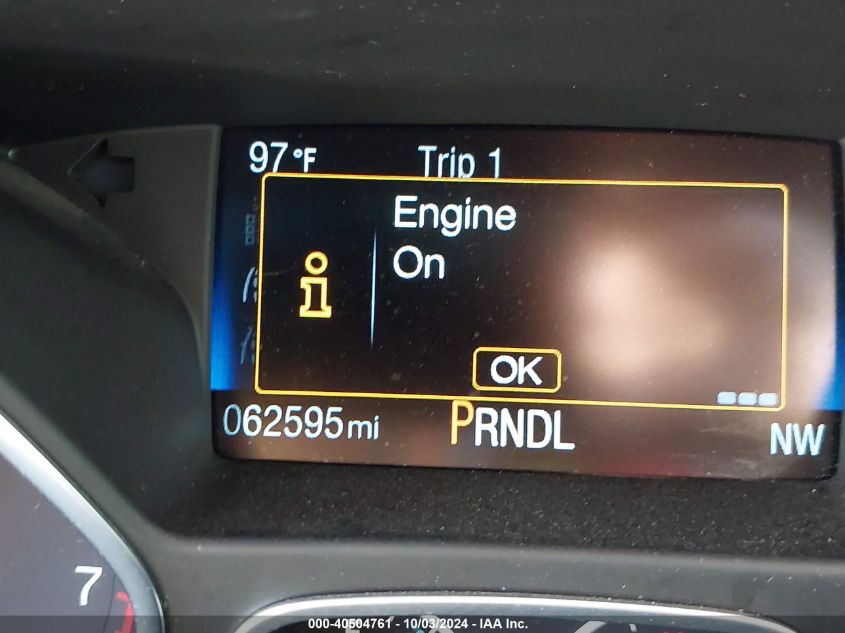 97°F Trip 1
Engine
On
OK
062595 mi PRNDL NW
7
000-40504761 - 10/03/2024 - IAA Inc.